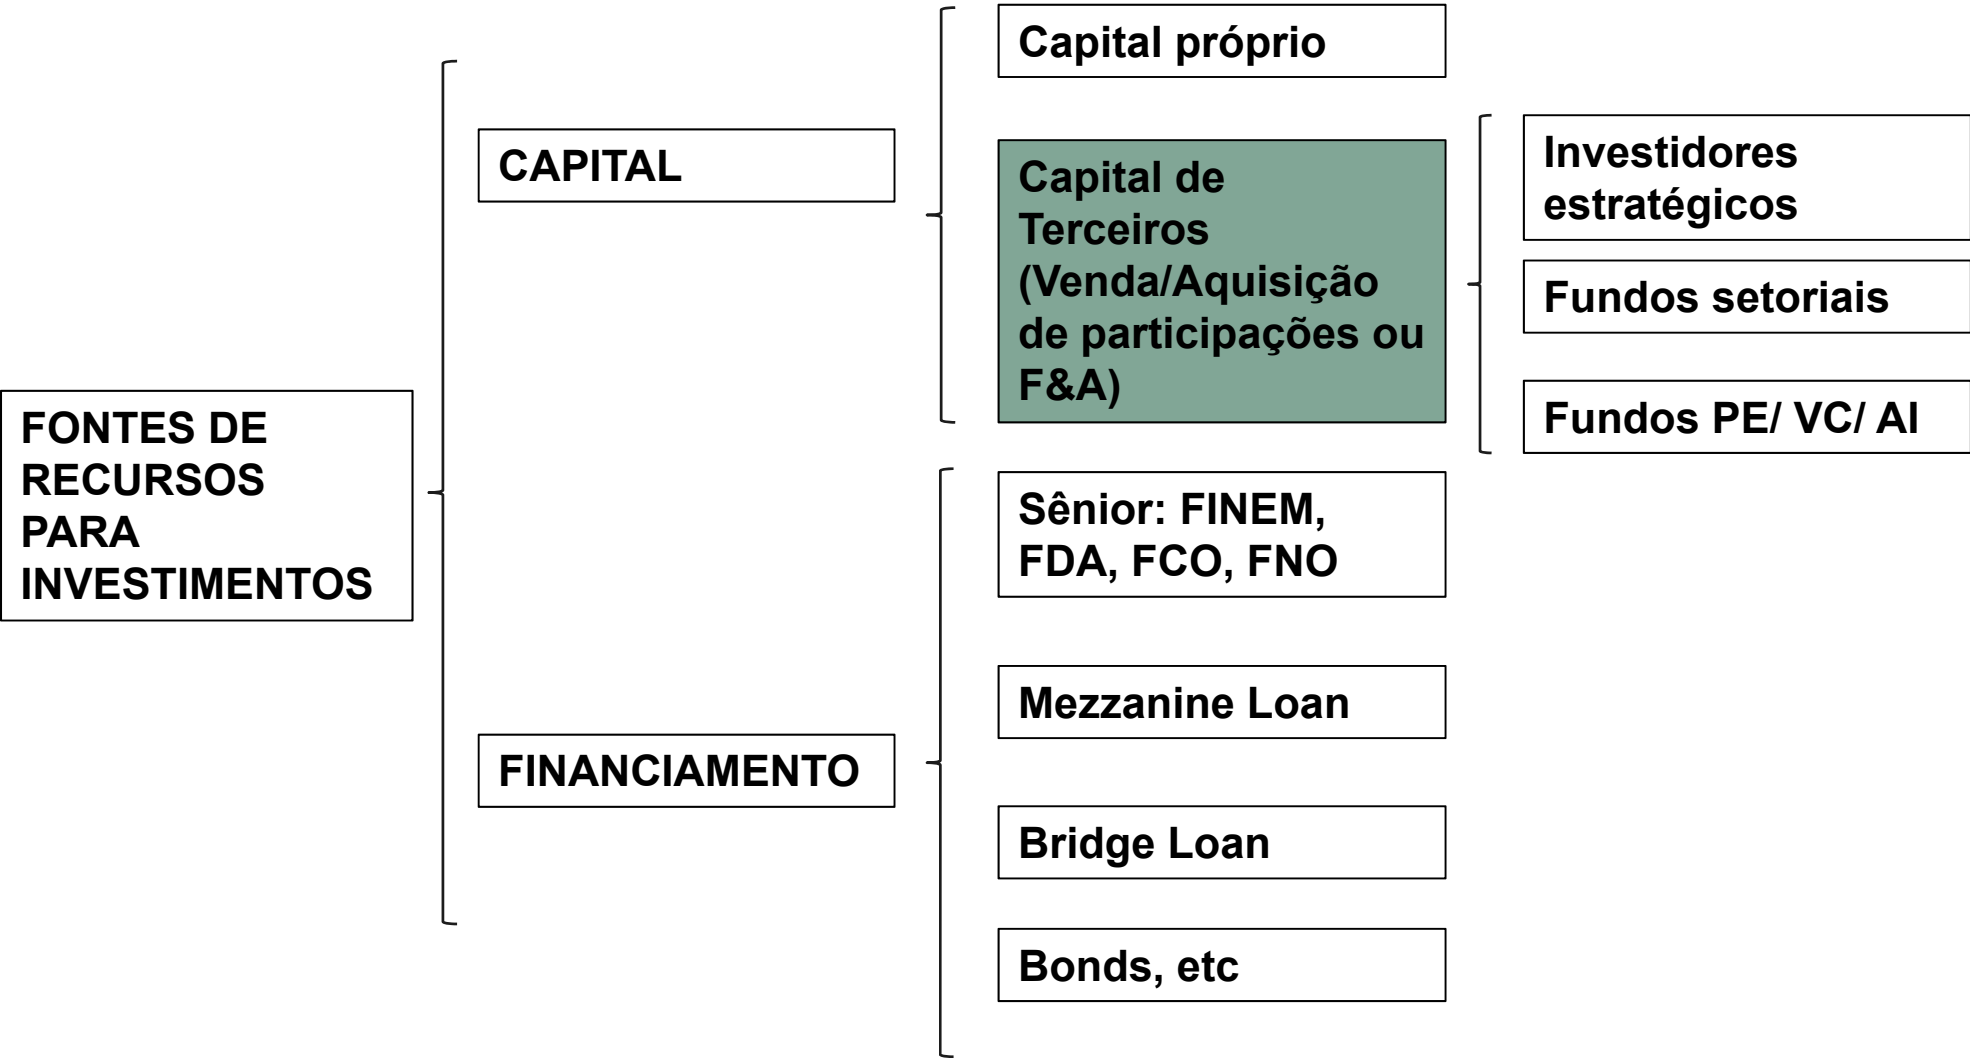 FONTES DE
RECURSOS
PARA
INVESTIMENTOS
CAPITAL
Capital próprio
Capital de
Terceiros
(Venda/Aquisição
de participações ou
F&A)
Investidores
estratégicos
Fundos setoriais
Fundos PE/ VC/ AI
FINANCIAMENTO
Sênior: FINEM,
FDA, FCO, FNO
Mezzanine Loan
Bridge Loan
Bonds, etc